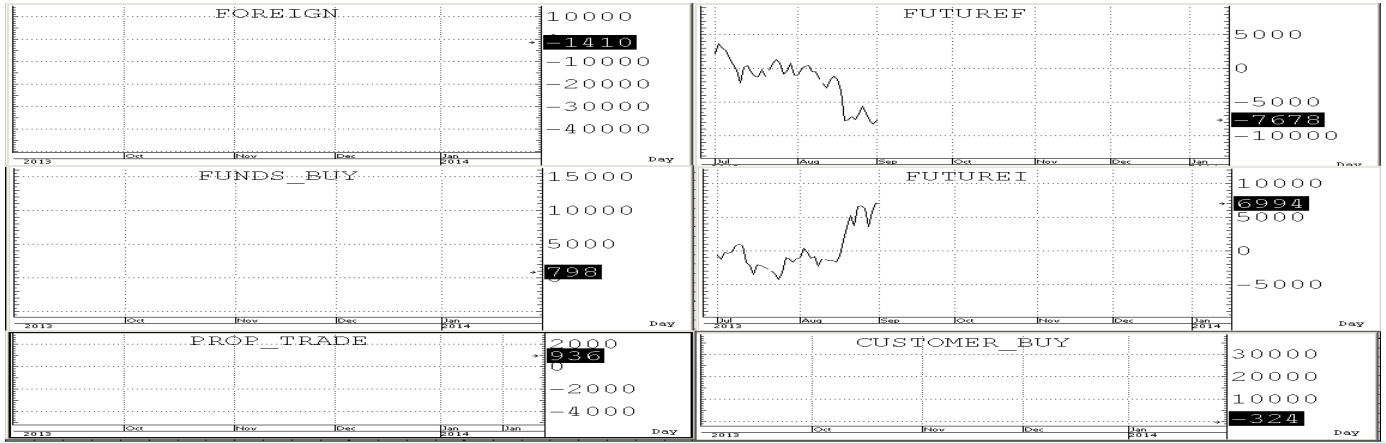 FOREIGN
10000
-1410
-10000
-20000
-30000
-40000
2013 Oct Nov Dec Jan 2014
Day
FUTUREF
5000
0
-5000
-7678
-10000
Jul Aug Sep Oct Nov Dec Jan
Day
FUNDS_BUY
15000
10000
5000
798
2013 Oct Nov Dec Jan 2014
Day
FUTUREI
10000
6994
5000
0
-5000
Jul 2013 Aug Sep Oct Nov Dec Jan 2014
Day
PROP_TRADE
2000
936
0
-2000
-4000
2013 Oct Nov Dec Jan 2014 Jan
Day
CUSTOMER_BUY
30000
20000
10000
-324
2013 Oct Nov Dec Jan 2014
Day